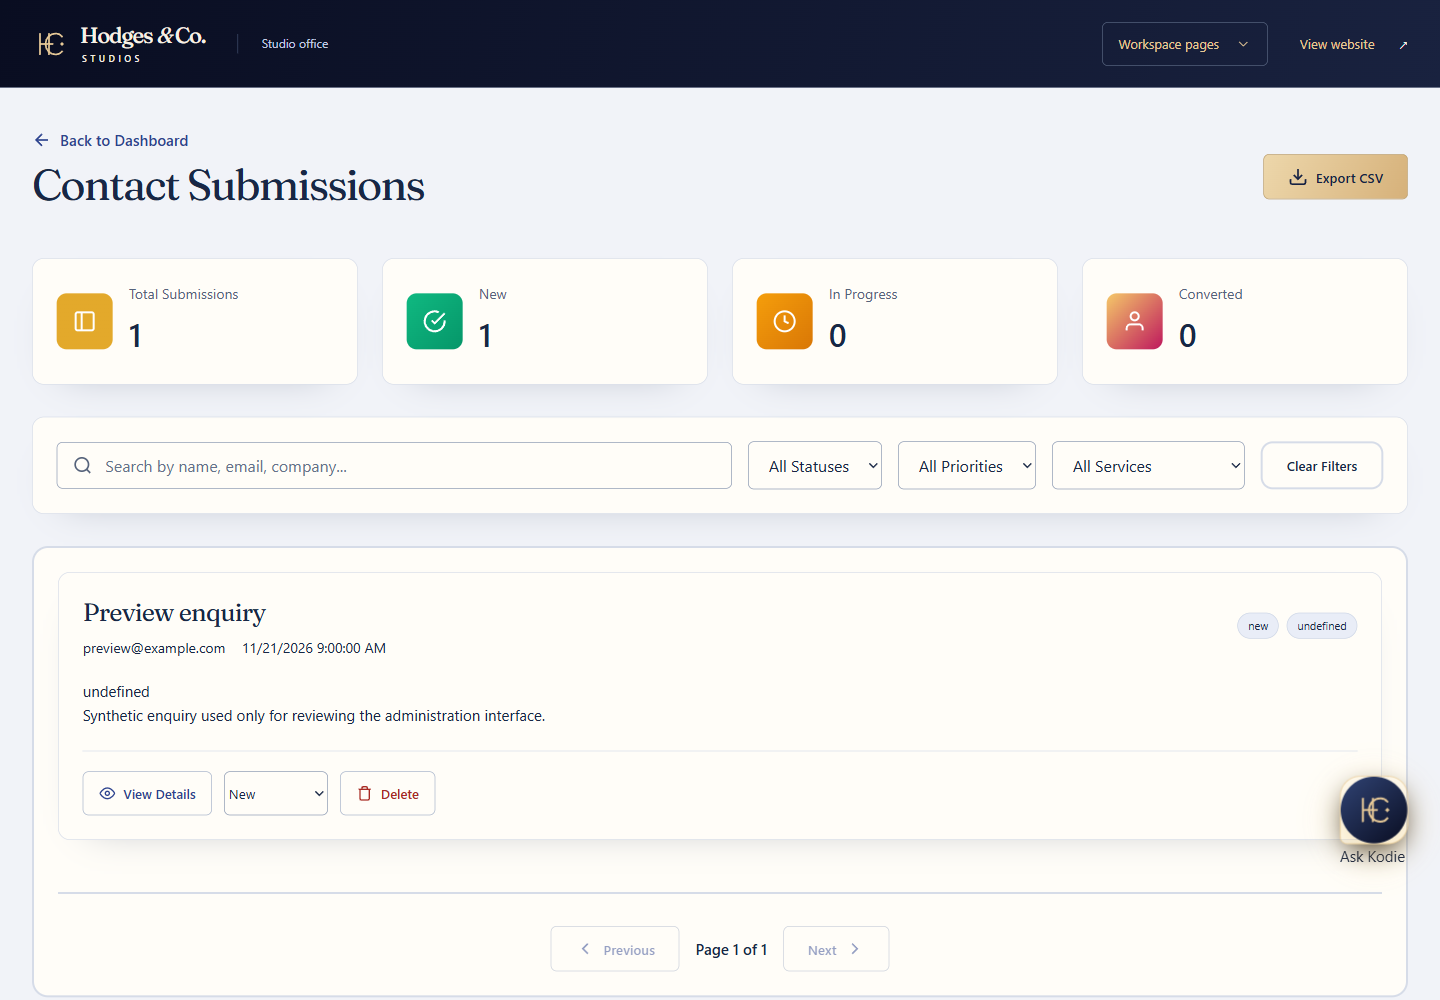 Hodges & Co.
STUDIOS
Studio office
Workspace pages
View website ↗
← Back to Dashboard
Contact Submissions
Export CSV
Total Submissions
1
New
1
In Progress
0
Converted
0
Search by name, email, company...
All Statuses
All Priorities
All Services
Clear Filters
Preview enquiry
new
undefined
preview@example.com 11/21/2026 9:00:00 AM
undefined
Synthetic enquiry used only for reviewing the administration interface.
View Details
New
Delete
HC
Ask Kodie
Previous
Page 1 of 1
Next